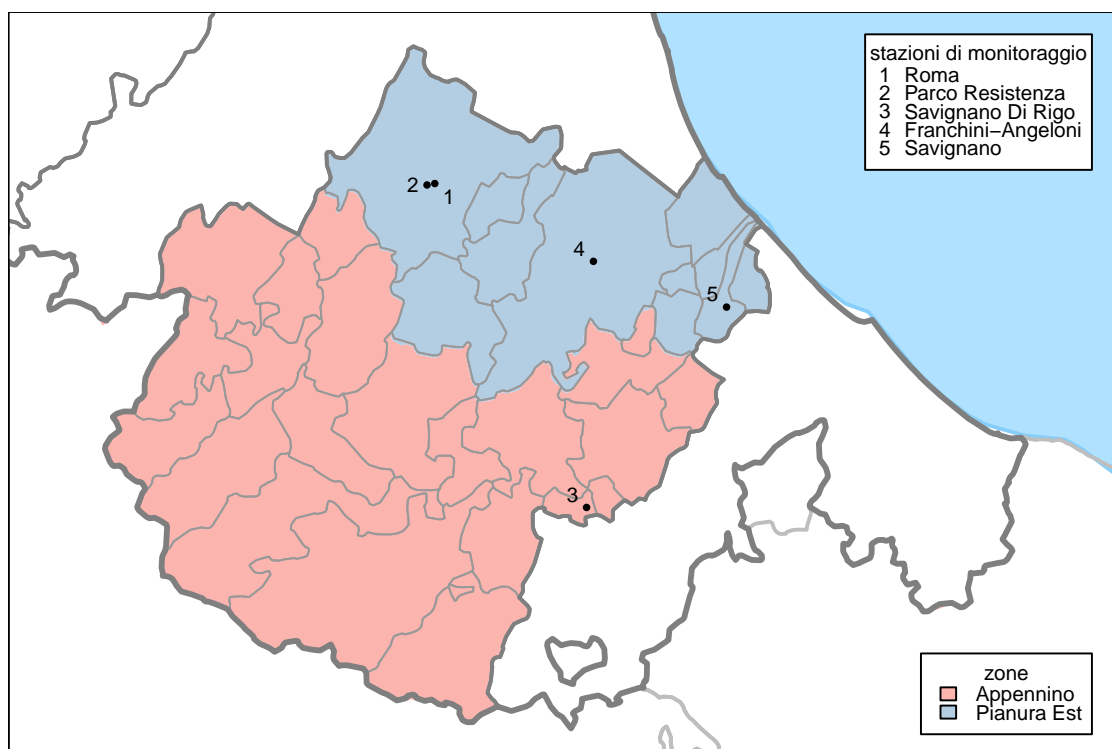 stazioni di monitoraggio
1 Roma
2 Parco Resistenza
3 Savignano Di Rigo
4 Franchini−Angeloni
5 Savignano
2
1
4
5
3
zone
Appennino
Pianura Est